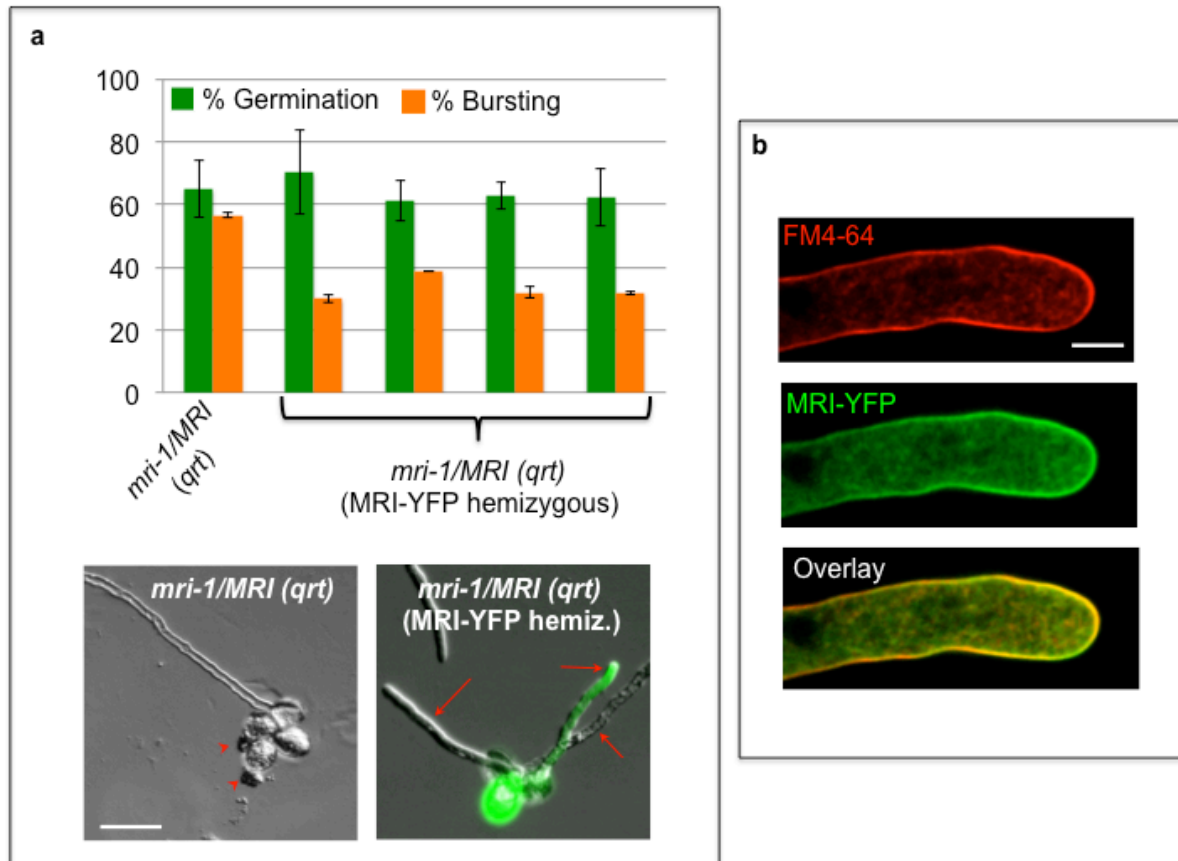 a
100
80
60
40
20
0
% Germination
% Bursting
mri-1/MRI
(qrt)
mri-1/MRI (qrt)
(MRI-YFP hemizygous)
mri-1/MRI (qrt)
mri-1/MRI (qrt)
(MRI-YFP hemiz.)
b
FM4-64
MRI-YFP
Overlay